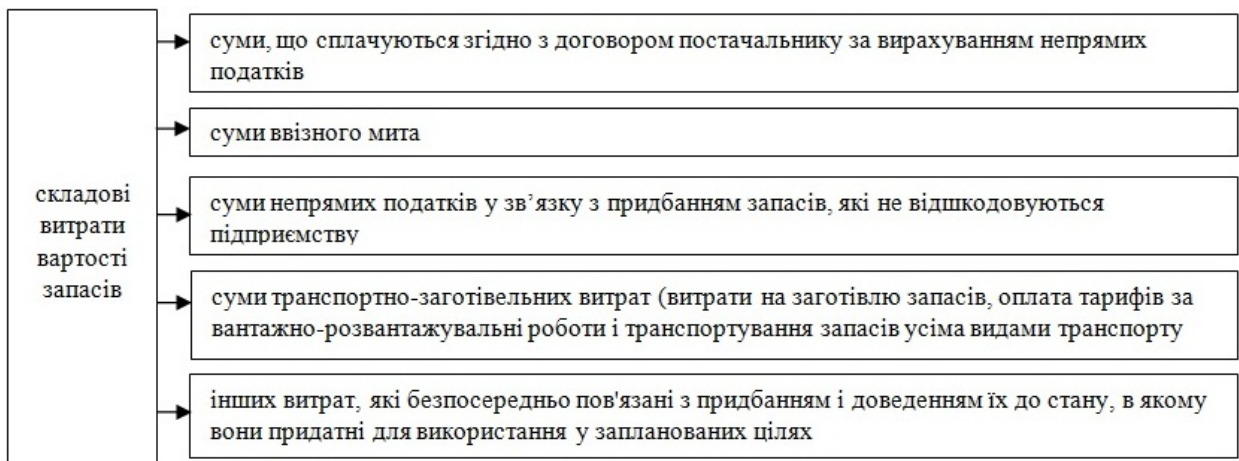 складові
витрати
вартості
запасів
суми, що сплачуються згідно з договором постачальнику за вирахуванням непрямих
податків
суми ввізного мита
суми непрямих податків у зв’язку з придбанням запасів, які не відшкодовуються
підприємству
суми транспортно-заготівельних витрат (витрати на заготівлю запасів, оплата тарифів за
вантажно-розвантажувальні роботи і транспортування запасів усіма видами транспорту
інших витрат, які безпосередньо пов'язані з придбанням і доведенням їх до стану, в якому
вони придатні для використання у запланованих цілях